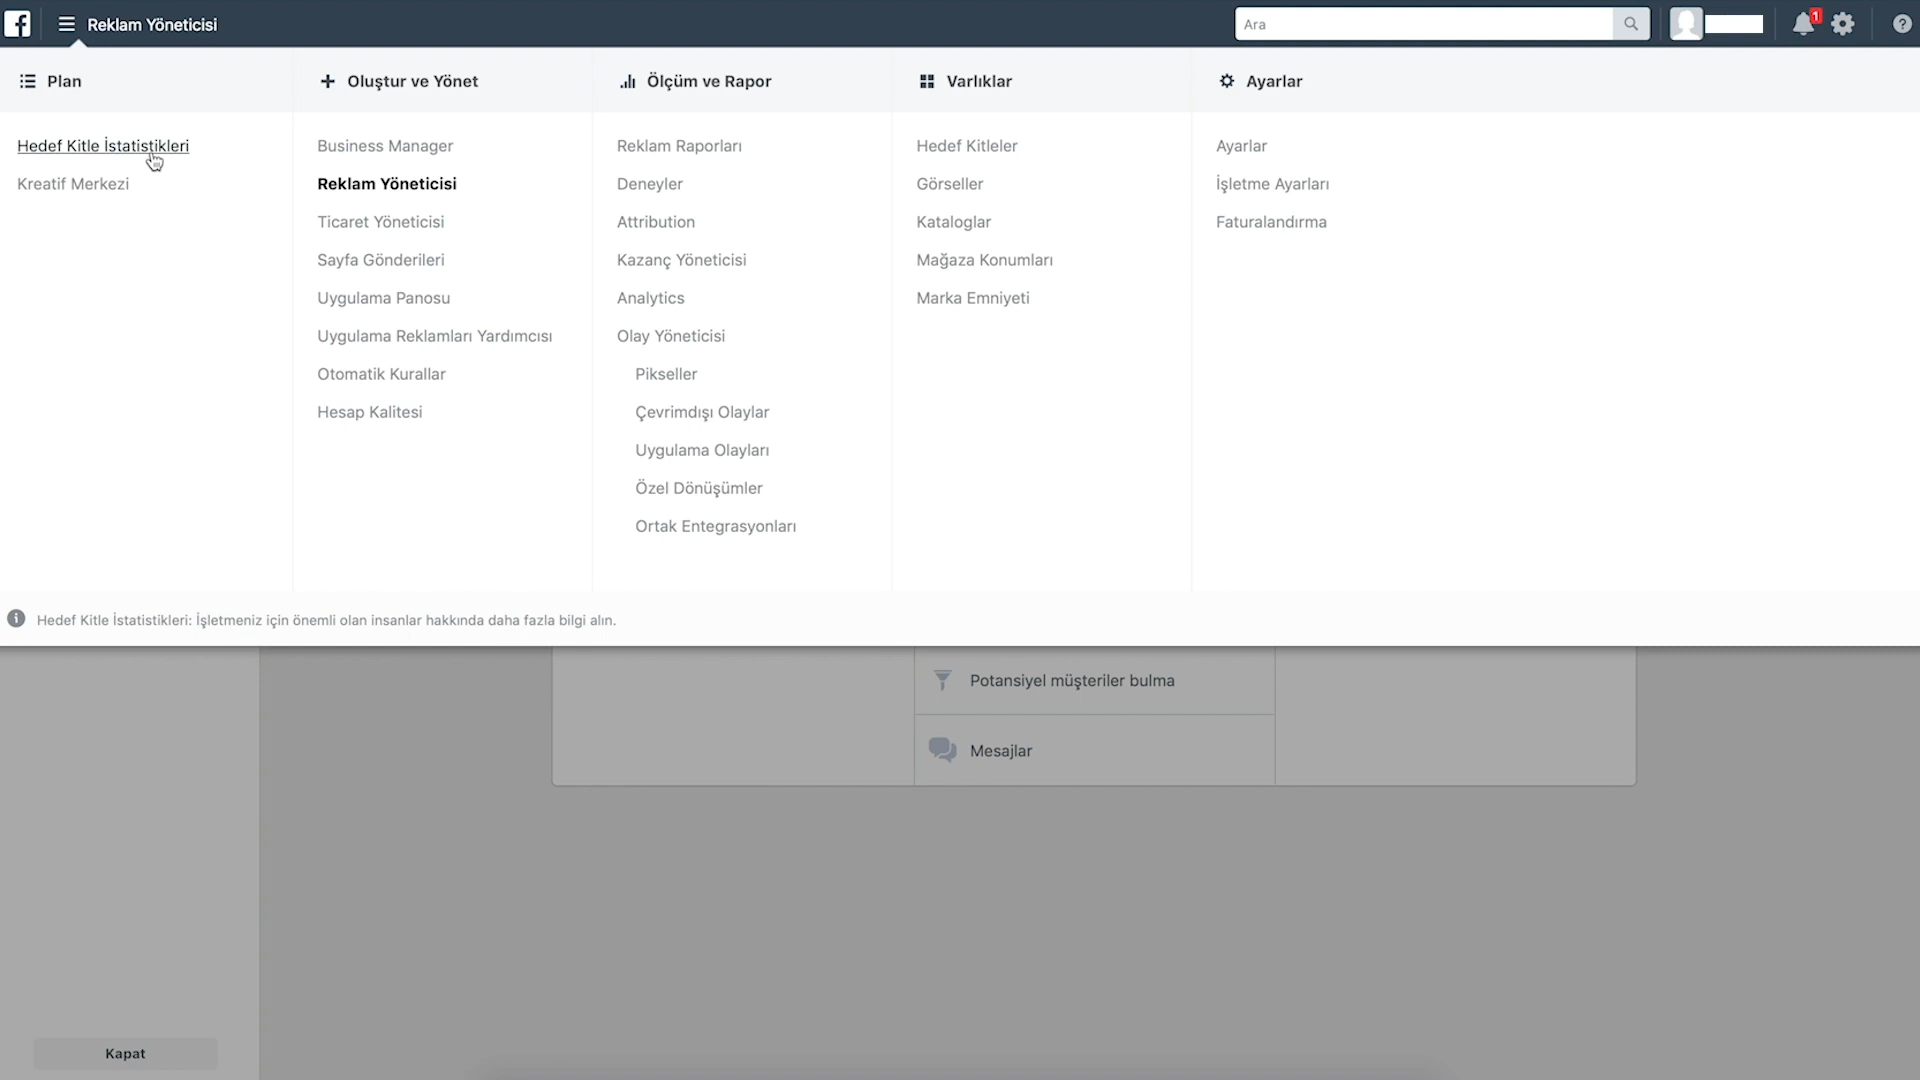 Reklam Yöneticisi
Ara
1
Plan
Oluştur ve Yönet
Ölçüm ve Rapor
Varlıklar
Ayarlar
Hedef Kitle İstatistikleri
Kreatif Merkezi
Business Manager
Reklam Yöneticisi
Ticaret Yöneticisi
Sayfa Gönderileri
Uygulama Panosu
Uygulama Reklamları Yardımcısı
Otomatik Kurallar
Hesap Kalitesi
Reklam Raporları
Deneyler
Attribution
Kazanç Yöneticisi
Analytics
Olay Yöneticisi
Pikseller
Çevrimdışı Olaylar
Uygulama Olayları
Özel Dönüşümler
Ortak Entegrasyonları
Hedef Kitleler
Görseller
Kataloglar
Mağaza Konumları
Marka Emniyeti
Ayarlar
İşletme Ayarları
Faturalandırma
Hedef Kitle İstatistikleri: İşletmeniz için önemli olan insanlar hakkında daha fazla bilgi alın.
Potansiyel müşteriler bulma
Mesajlar
Kapat